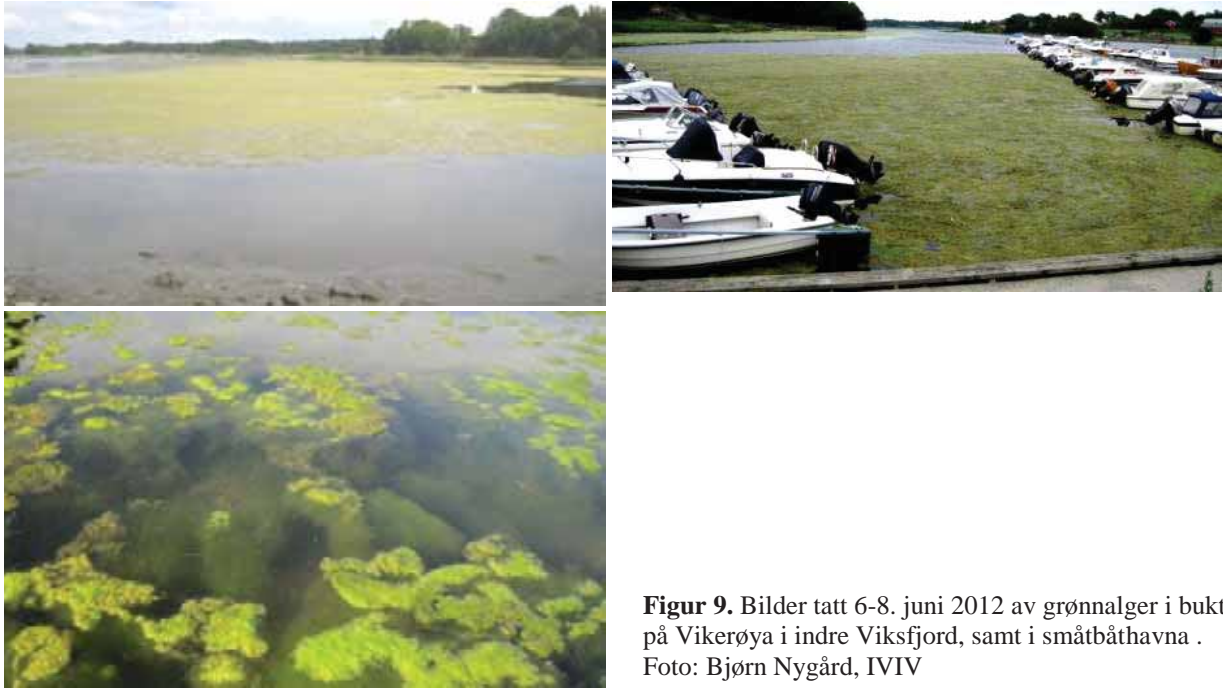 Figur 9. Bilder tatt 6-8. juni 2012 av grønnalger i bukt
på Vikerøya i indre Viksfjord, samt i småtbåthavna .
Foto: Bjørn Nygård, IVIV